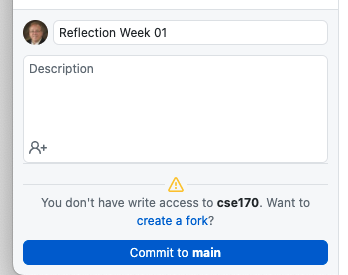 Reflection Week 01
Description
You don't have write access to cse170. Want to
create a fork?
Commit to main